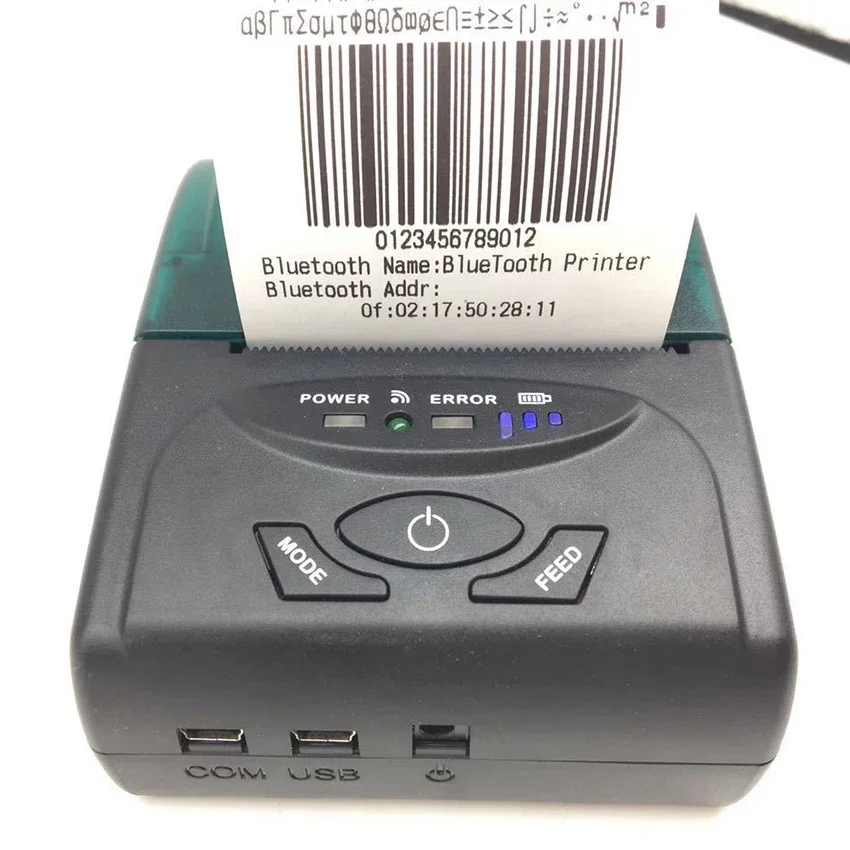 αβΓπΣσµτΦθΩδ∞øE∩≡±≥≤⌠⌡÷≈°∙·√ⁿ²▮
0123456789012
Bluetooth Name:BlueTooth Printer
Bluetooth Addr:
0f:02:17:50:28:11
POWER ERROR
MODE
FEED
COM USB